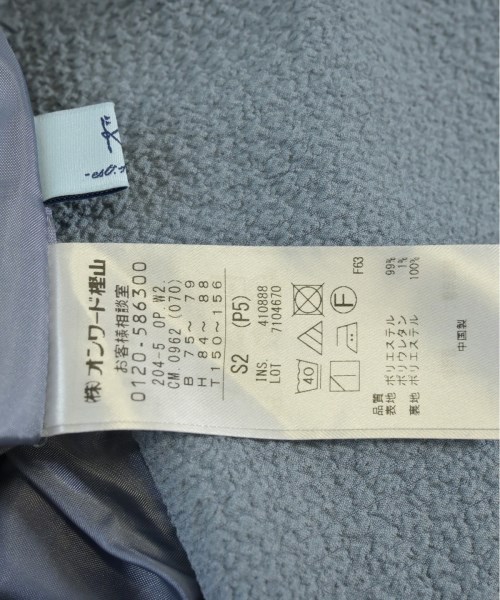 (株)オンワード樫山
お客様相談室
0120-586300
204-5 OP.W2.
CM.0962 (070)
B 75~ 79
H 84~ 88
T150~156
S2 (P5)
INS. 410888
LOT 7104670
40
F
F63
品質
表地 ポリエステル 99%
ポリウレタン 1%
裏地 ポリエステル 100%
中国製